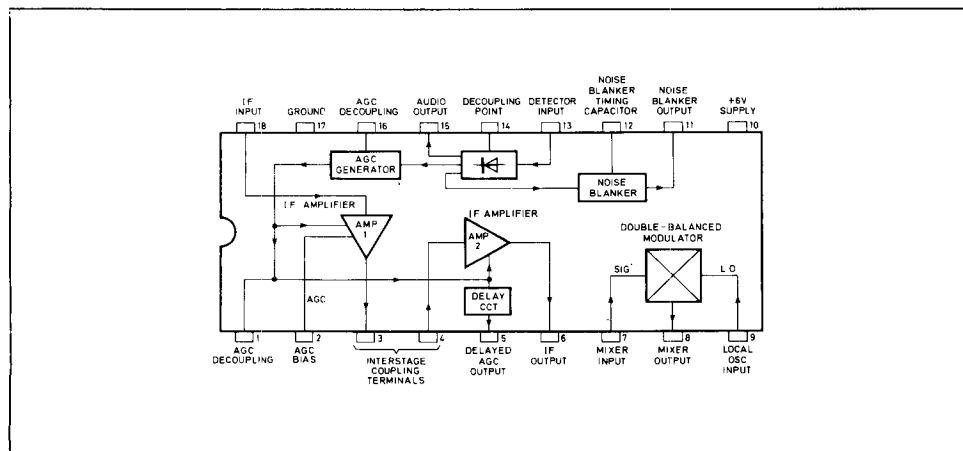 IF
INPUT
18
GROUND
17
AGC
DECOUPLING
16
AUDIO
OUTPUT
15
DECOUPLING
POINT
14
DETECTOR
INPUT
13
NOISE
BLANKER
TIMING
CAPACITOR
12
NOISE
BLANKER
OUTPUT
11
+6V
SUPPLY
10
AGC
GENERATOR
NOISE
BLANKER
IF AMPLIFIER
AMP
1
IF AMPLIFIER
AMP
2
DOUBLE-BALANCED
MODULATOR
SIG
LO
AGC
DELAY
CCT
1
AGC
DECOUPLING
2
AGC
BIAS
3
4
INTERSTAGE
COUPLING
TERMINALS
5
DELAYED
AGC
OUTPUT
6
IF
OUTPUT
7
MIXER
INPUT
8
MIXER
OUTPUT
9
LOCAL
OSC
INPUT